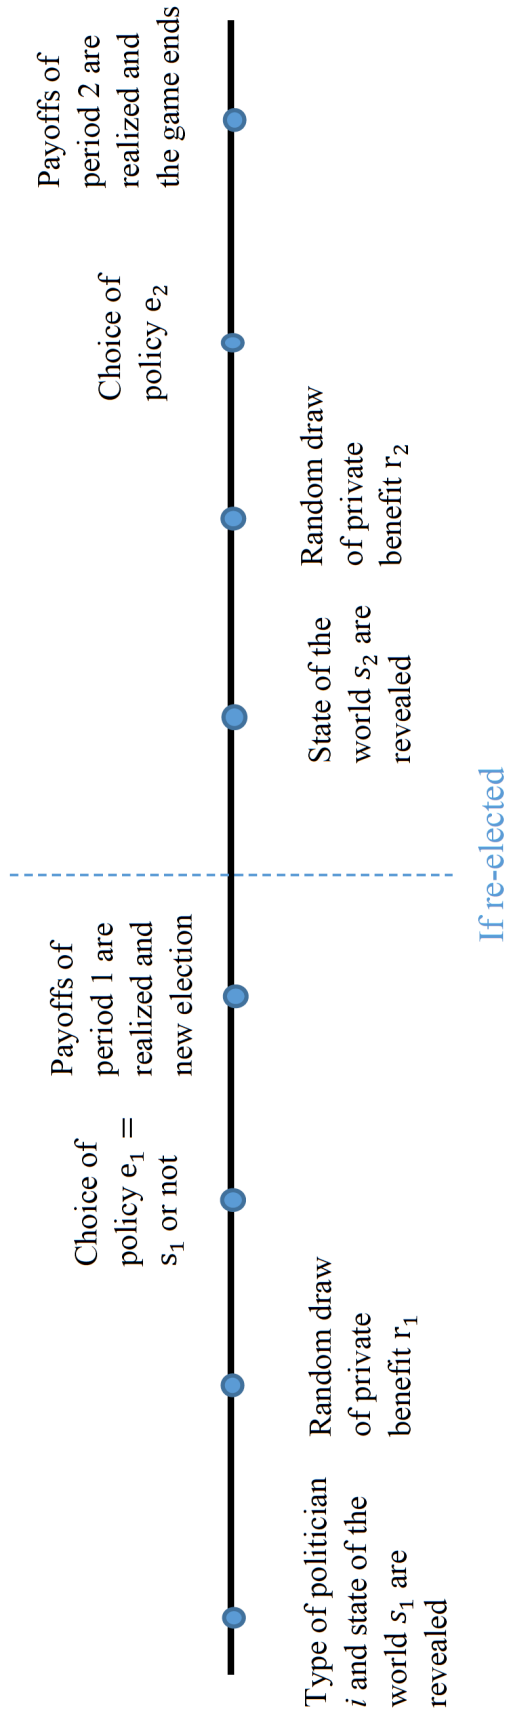 Type of politician
i and state of the
world s₁ are
revealed
Random draw
of private
benefit r₁
Choice of
policy e₁ =
s₁ or not
Payoffs of
period 1 are
realized and
new election
If re-elected
State of the
world s₂ are
revealed
Random draw
of private
benefit r₂
Choice of
policy e₂
Payoffs of
period 2 are
realized and
the game ends